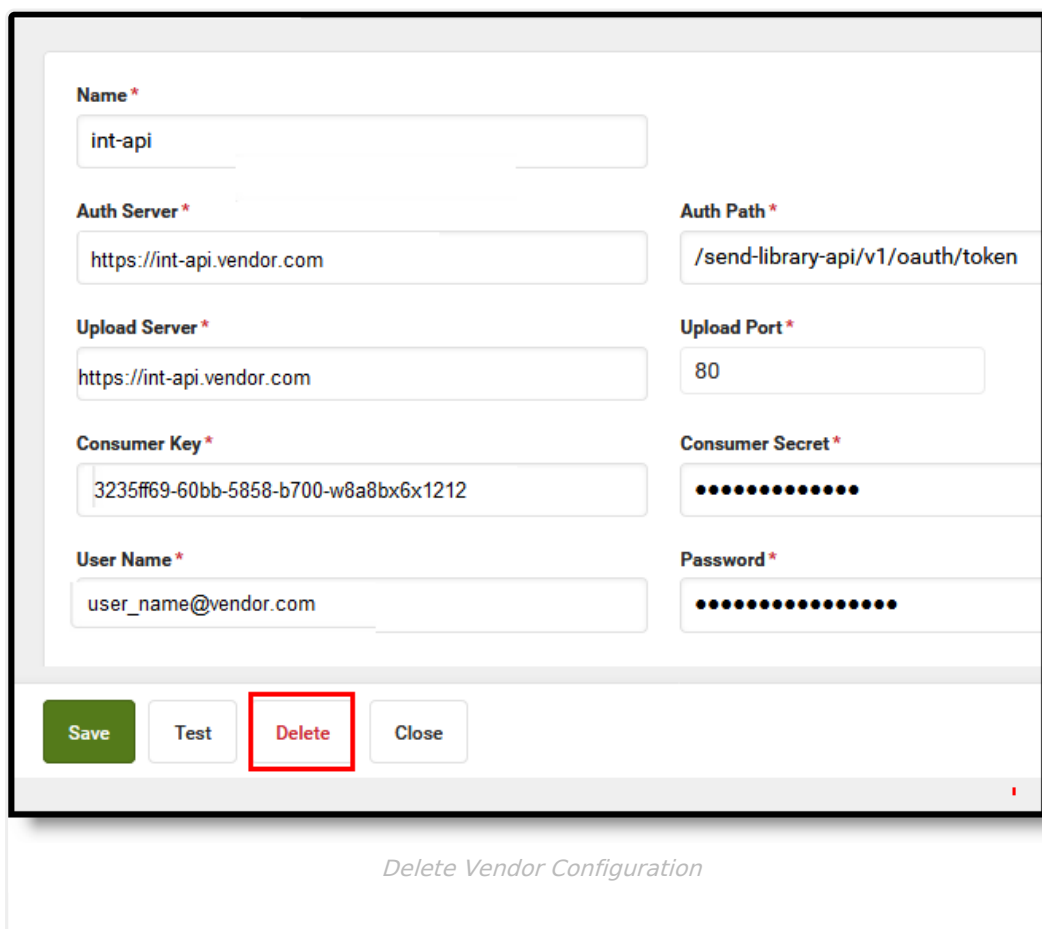 Name*
int-api
Auth Server* Auth Path*
https://int-api.vendor.com /send-library-api/v1/oauth/token
Upload Server* Upload Port*
https://int-api.vendor.com 80
Consumer Key* Consumer Secret*
3235ff69-60bb-5858-b700-w8a8bx6x1212 •••••••••••••
User Name* Password*
user_name@vendor.com ••••••••••••••••
Save Test Delete Close
Delete Vendor Configuration